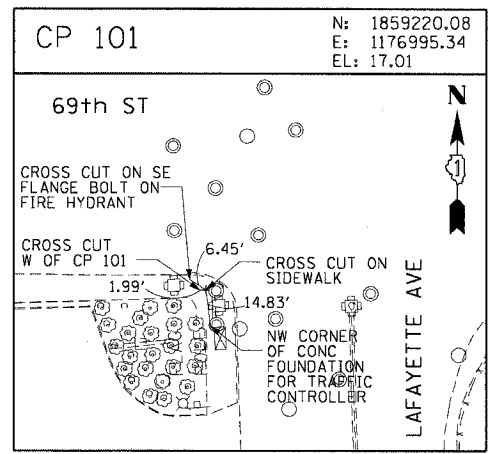 CP 101
N: 1859220.08
E: 1176995.34
EL: 17.01
69th ST
N
1
CROSS CUT ON SE
FLANGE BOLT ON
FIRE HYDRANT
CROSS CUT
W OF CP 101
6.45'
1.99'
CROSS CUT ON
SIDEWALK
14.83'
NW CORNER
OF CONC
FOUNDATION
FOR TRAFFIC
CONTROLLER
LAFAYETTE AVE